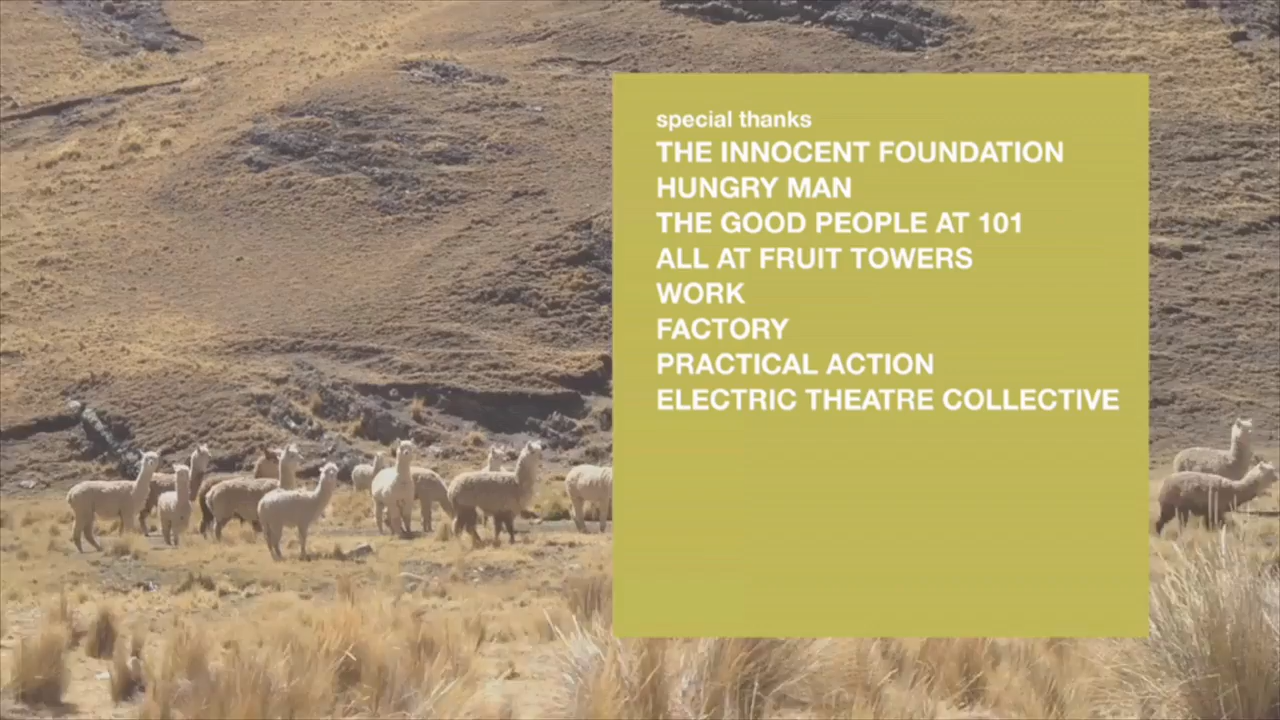 special thanks
THE INNOCENT FOUNDATION
HUNGRY MAN
THE GOOD PEOPLE AT 101
ALL AT FRUIT TOWERS
WORK
FACTORY
PRACTICAL ACTION
ELECTRIC THEATRE COLLECTIVE